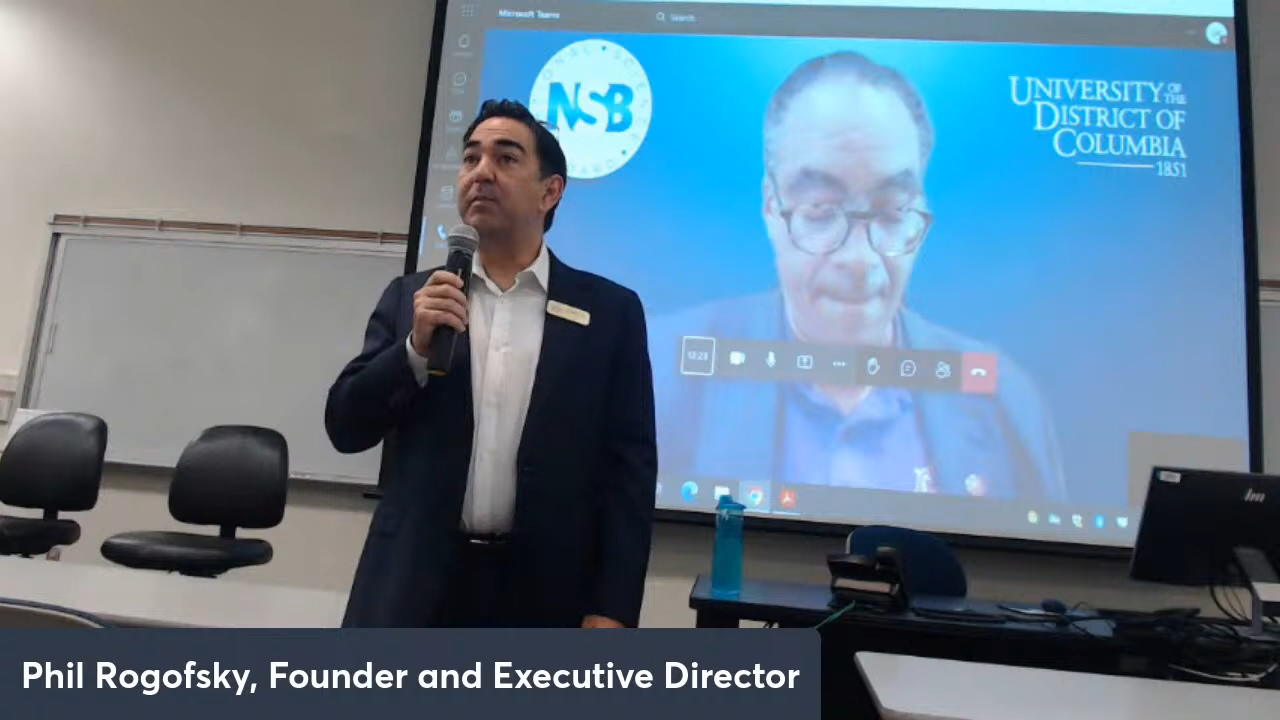 Microsoft Teams
Search
NSB
UNIVERSITY OF THE
DISTRICT OF
COLUMBIA
1851
12:23
Phil Rogofsky, Founder and Executive Director